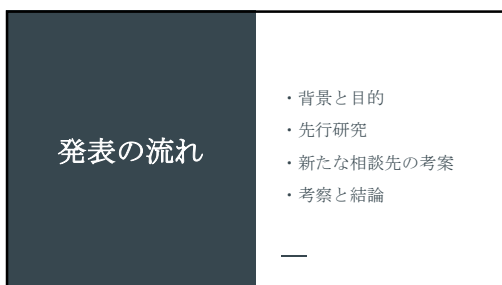 発表の流れ
・背景と目的
・先行研究
・新たな相談先の考案
・考察と結論